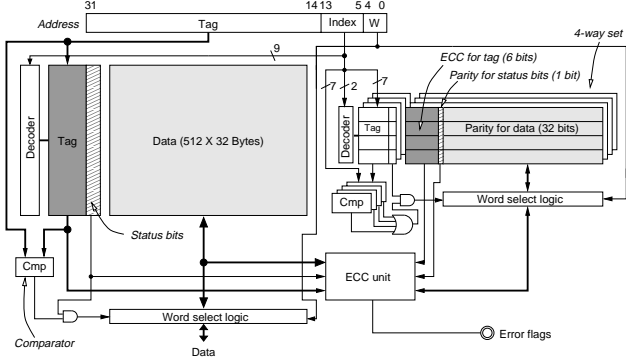 31 14 13 5 4 0
Address Tag Index W
4-way set
9
ECC for tag (6 bits)
Parity for status bits (1 bit)
7 2 7
Decoder
Tag
Data (512 X 32 Bytes)
Decoder
Tag
Parity for data (32 bits)
Cmp
Word select logic
Status bits
Cmp
ECC unit
Comparator
Word select logic
Error flags
Data